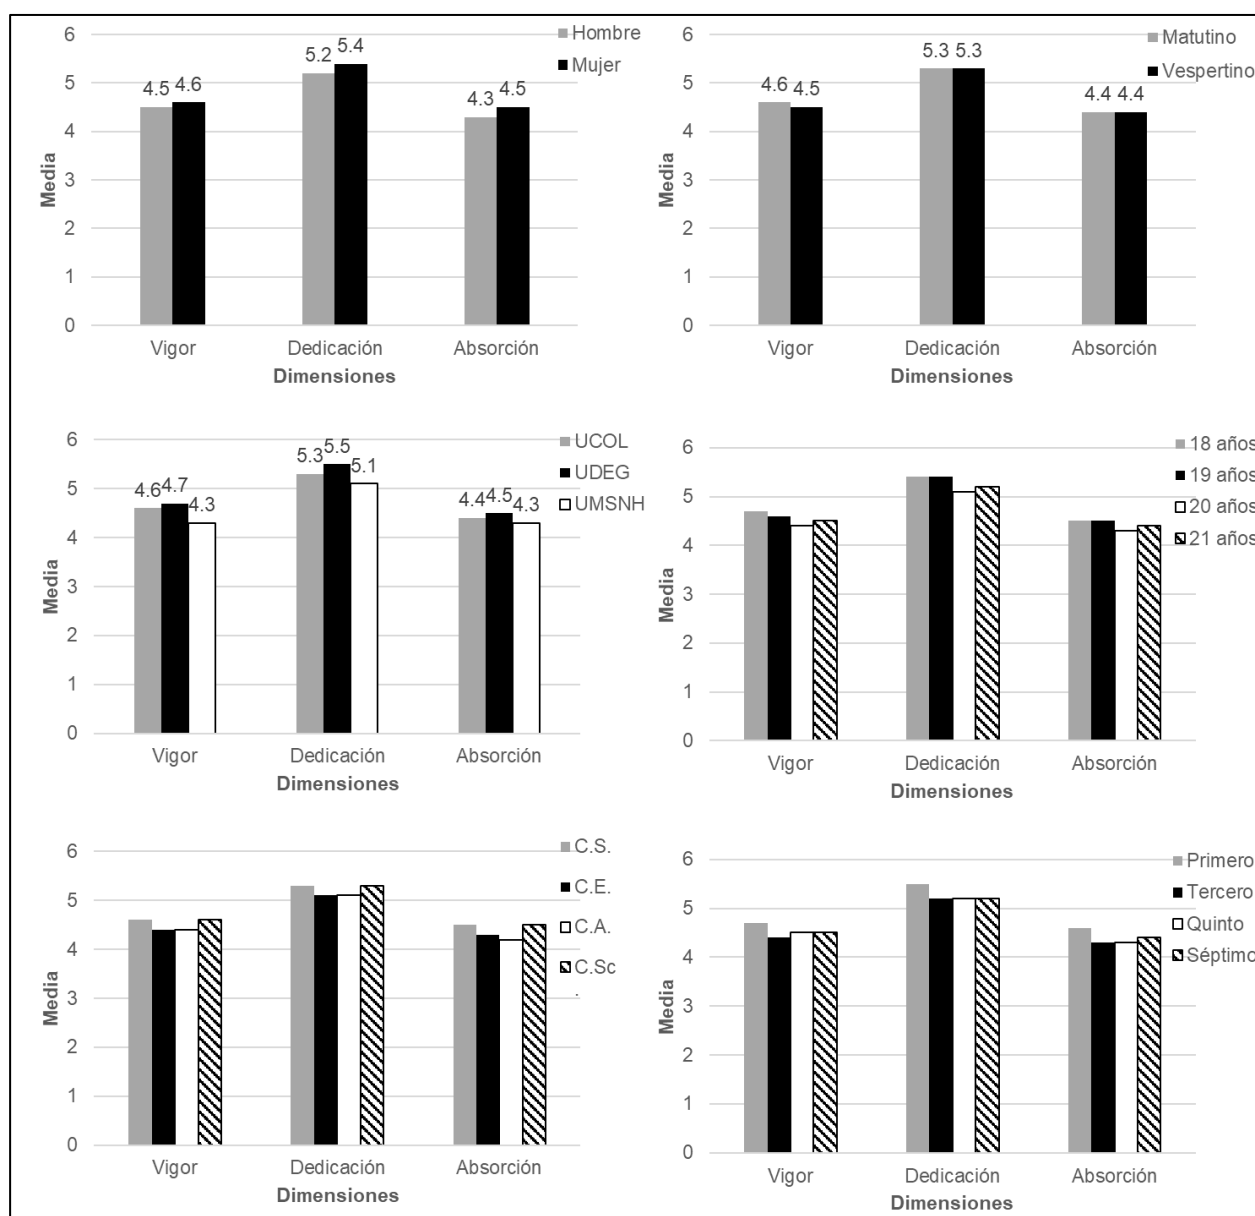 Hombre
Mujer
6
5
4
3
2
1
0
Media
4.5 4.6
5.2 5.4
4.3 4.5
Vigor Dedicación Absorción
Dimensiones
Matutino
Vespertino
6
5
4
3
2
1
0
Media
4.6 4.5
5.3 5.3
4.4 4.4
Vigor Dedicación Absorción
Dimensiones
UCOL
UDEG
UMSNH
6
5
4
3
2
1
0
Media
4.6 4.7 4.3
5.3 5.5 5.1
4.4 4.5 4.3
Vigor Dedicación Absorción
Dimensiones
18 años
19 años
20 años
21 años
6
5
4
3
2
1
0
Media
Vigor Dedicación Absorción
Dimensiones
C.S.
C.E.
C.A.
C.Sc
.
6
5
4
3
2
1
0
Media
Vigor Dedicación Absorción
Dimensiones
Primero
Tercero
Quinto
Séptimo
6
5
4
3
2
1
0
Media
Vigor Dedicación Absorción
Dimensiones